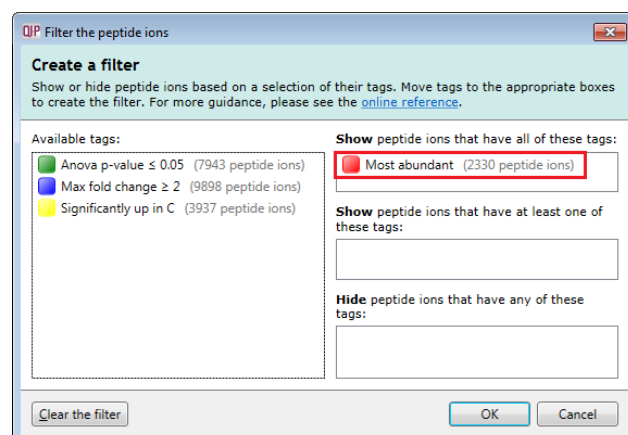 QIP Filter the peptide ions
Create a filter
Show or hide peptide ions based on a selection of their tags. Move tags to the appropriate boxes
to create the filter. For more guidance, please see the online reference.
Available tags:
Anova p-value ≤ 0.05 (7943 peptide ions)
Max fold change ≥ 2 (9898 peptide ions)
Significantly up in C (3937 peptide ions)
Show peptide ions that have all of these tags:
Most abundant (2330 peptide ions)
Show peptide ions that have at least one of
these tags:
Hide peptide ions that have any of these
tags:
Clear the filter
OK
Cancel